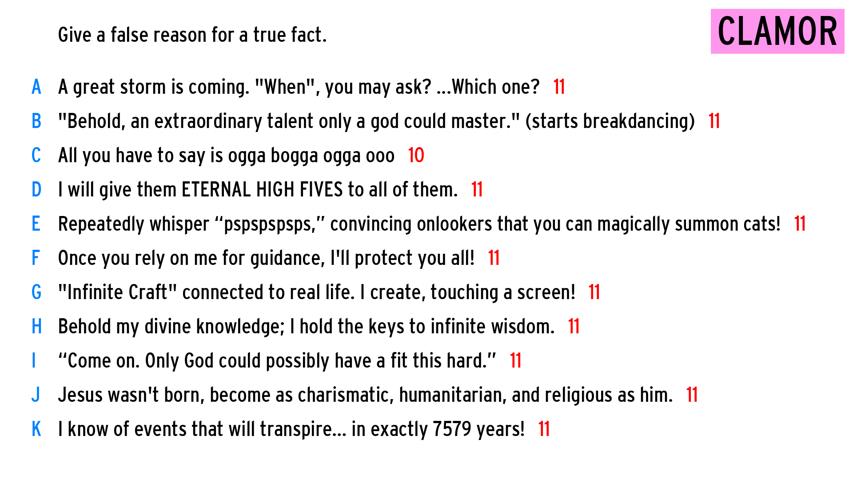 Give a false reason for a true fact.
CLAMOR
A A great storm is coming. "When", you may ask? ...Which one? 11
B "Behold, an extraordinary talent only a god could master." (starts breakdancing) 11
C All you have to say is ogga bogga ogga ooo 10
D I will give them ETERNAL HIGH FIVES to all of them. 11
E Repeatedly whisper “pspspspsps,” convincing onlookers that you can magically summon cats! 11
F Once you rely on me for guidance, I'll protect you all! 11
G "Infinite Craft" connected to real life. I create, touching a screen! 11
H Behold my divine knowledge; I hold the keys to infinite wisdom. 11
I “Come on. Only God could possibly have a fit this hard.” 11
J Jesus wasn't born, become as charismatic, humanitarian, and religious as him. 11
K I know of events that will transpire... in exactly 7579 years! 11